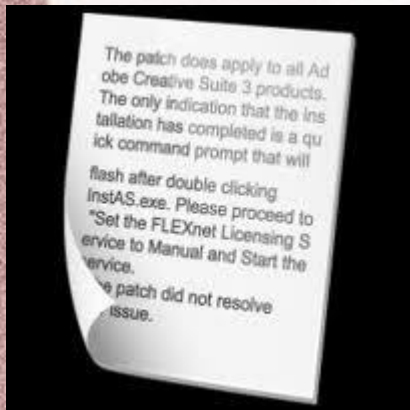 The patch does apply to all Ad
obe Creative Suite 3 products.
The only indication that the ins
tallation has completed is a qu
ick command prompt that will
flash after double clicking
InstAS.exe. Please proceed to
"Set the FLEXnet Licensing S
ervice to Manual and Start the
ervice.
e patch did not resolve
issue.